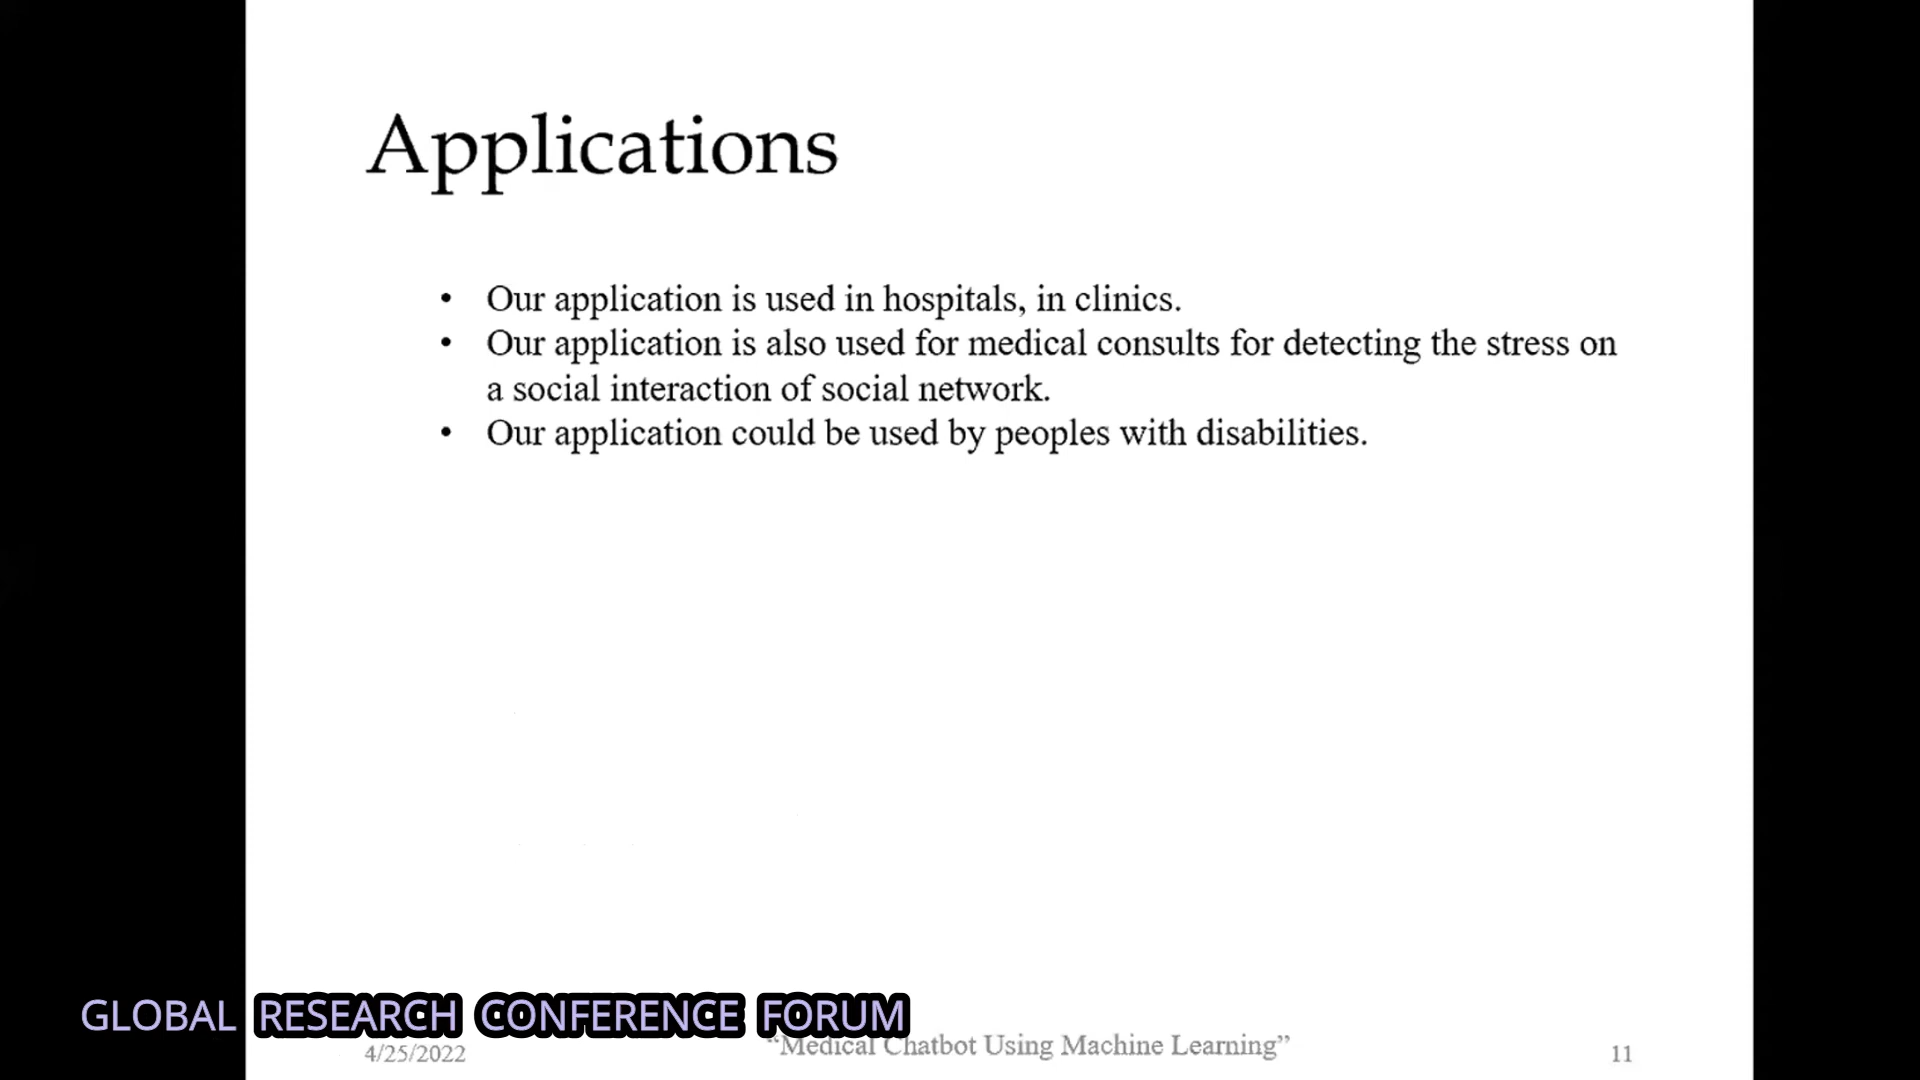 Applications
• Our application is used in hospitals, in clinics.
• Our application is also used for medical consults for detecting the stress on
a social interaction of social network.
• Our application could be used by peoples with disabilities.
GLOBAL RESEARCH CONFERENCE FORUM
4/25/2022
“Medical Chatbot Using Machine Learning”
11